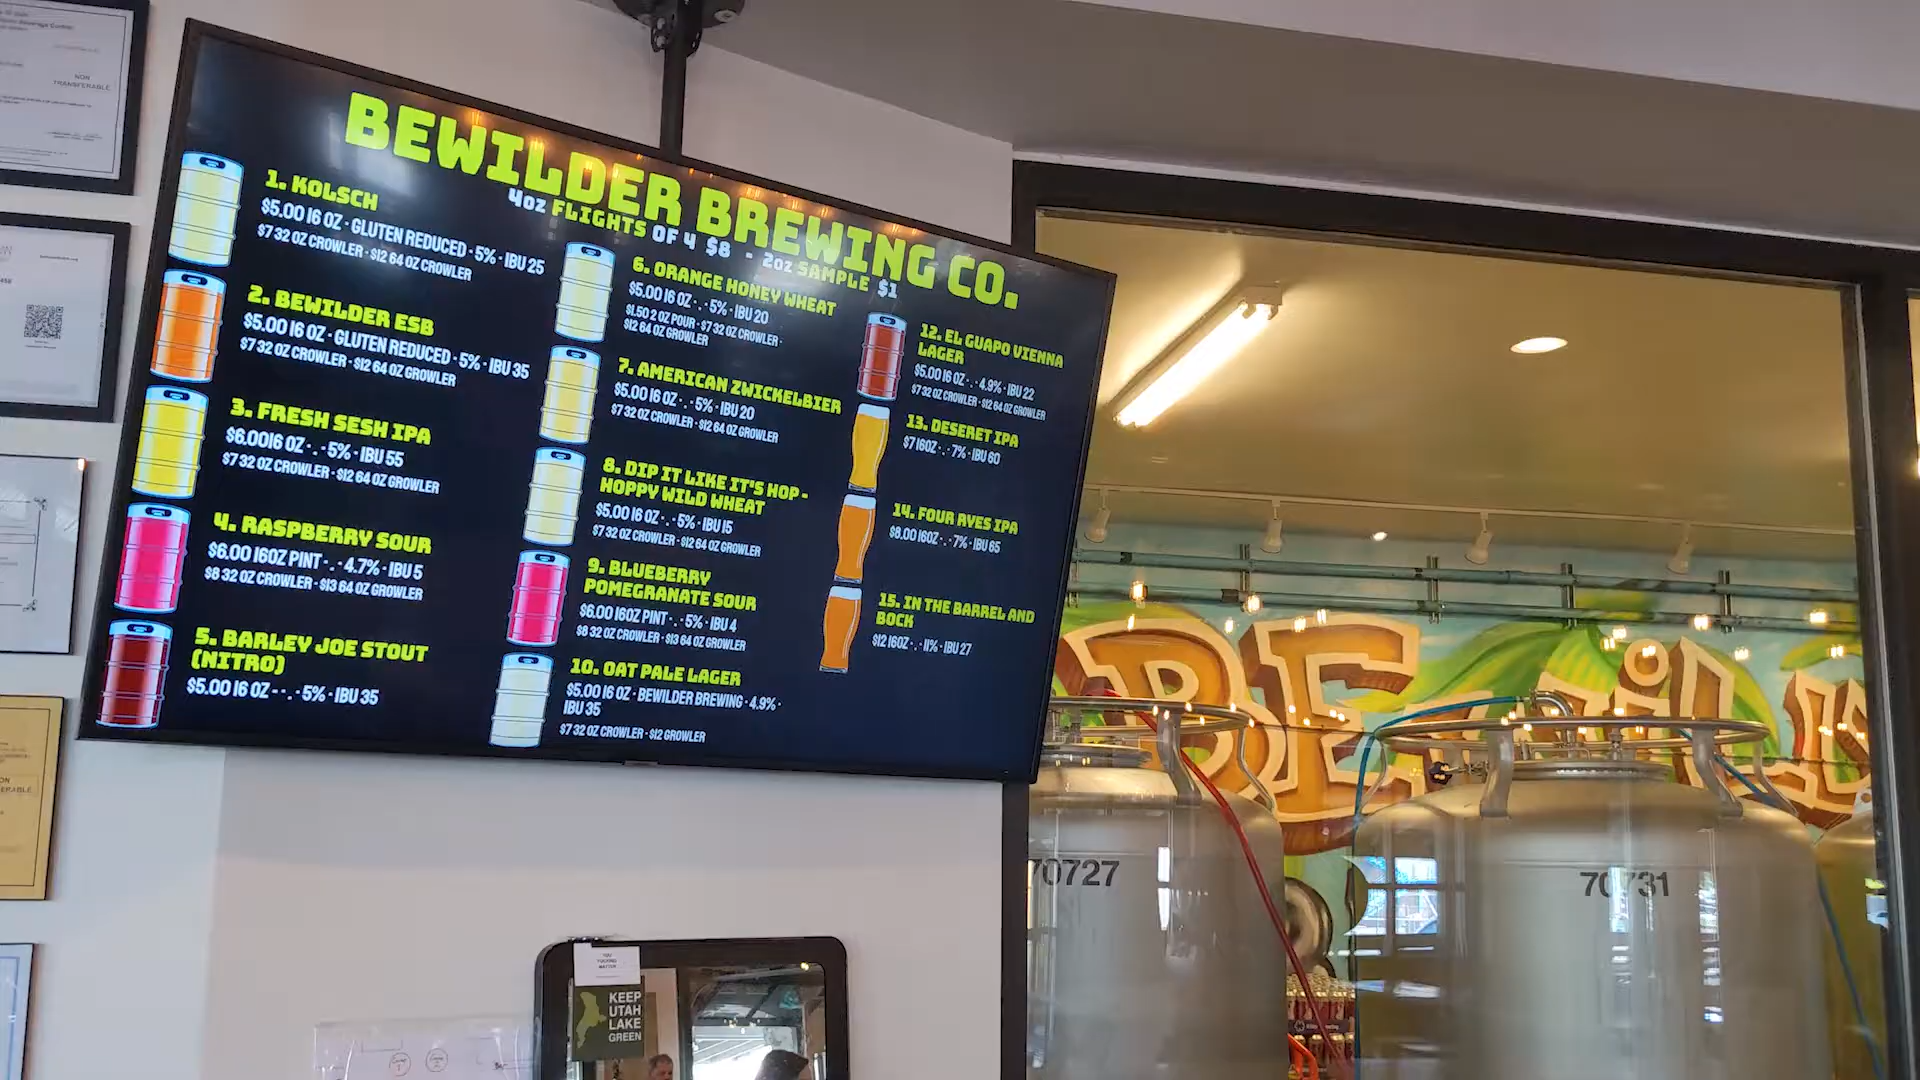 NON
TRANSFERABLE
BEWILDER BREWING CO.
4oz FLIGHTS OF 4 $8 - 2oz SAMPLE $1
1. KOLSCH
$5.00 16 OZ - GLUTEN REDUCED - 5% - IBU 25
$7 32 OZ CROWLER - $12 64 OZ CROWLER
2. BEWILDER ESB
$5.00 16 OZ - GLUTEN REDUCED - 5% - IBU 35
$7 32 OZ CROWLER - $12 64 OZ GROWLER
3. FRESH SESH IPA
$6.0016 OZ - . - 5% - IBU 55
$7 32 OZ CROWLER - $12 64 OZ GROWLER
4. RASPBERRY SOUR
$6.00 16OZ PINT - . - 4.7% - IBU 5
$8 32 OZ CROWLER - $13 64 OZ GROWLER
5. BARLEY JOE STOUT
(NITRO)
$5.00 16 OZ - - . - 5% - IBU 35
6. ORANGE HONEY WHEAT
$5.00 16 OZ - . - 5% - IBU 20
$1.50 2 OZ POUR - $7 32 OZ CROWLER -
$12 64 OZ GROWLER
7. AMERICAN ZWICKELBIER
$5.00 16 OZ - . - 5% - IBU 20
$7 32 OZ CROWLER - $12 64 OZ GROWLER
8. DIP IT LIKE IT'S HOP -
HOPPY WILD WHEAT
$5.00 16 OZ - . - 5% - IBU 15
$7 32 OZ CROWLER - $12 64 OZ GROWLER
9. BLUEBERRY
POMEGRANATE SOUR
$6.00 16OZ PINT - . - 5% - IBU 4
$8 32 OZ CROWLER - $13 64 OZ GROWLER
10. OAT PALE LAGER
$5.00 16 OZ - BEWILDER BREWING - 4.9% -
IBU 35
$7 32 OZ CROWLER - $12 GROWLER
12. EL GUAPO VIENNA
LAGER
$5.00 16 OZ - . - 4.9% - IBU 22
$7 32 OZ CROWLER - $12 64 OZ GROWLER
13. DESERET IPA
$7 16OZ - . - 7% - IBU 60
14. FOUR RYES IPA
$8.00 16OZ - . - 7% - IBU 65
15. IN THE BARREL AND
BOCK
$12 16OZ - . - 11% - IBU 27
BEWILD
70727
70731
KEEP
UTAH
LAKE
GREEN